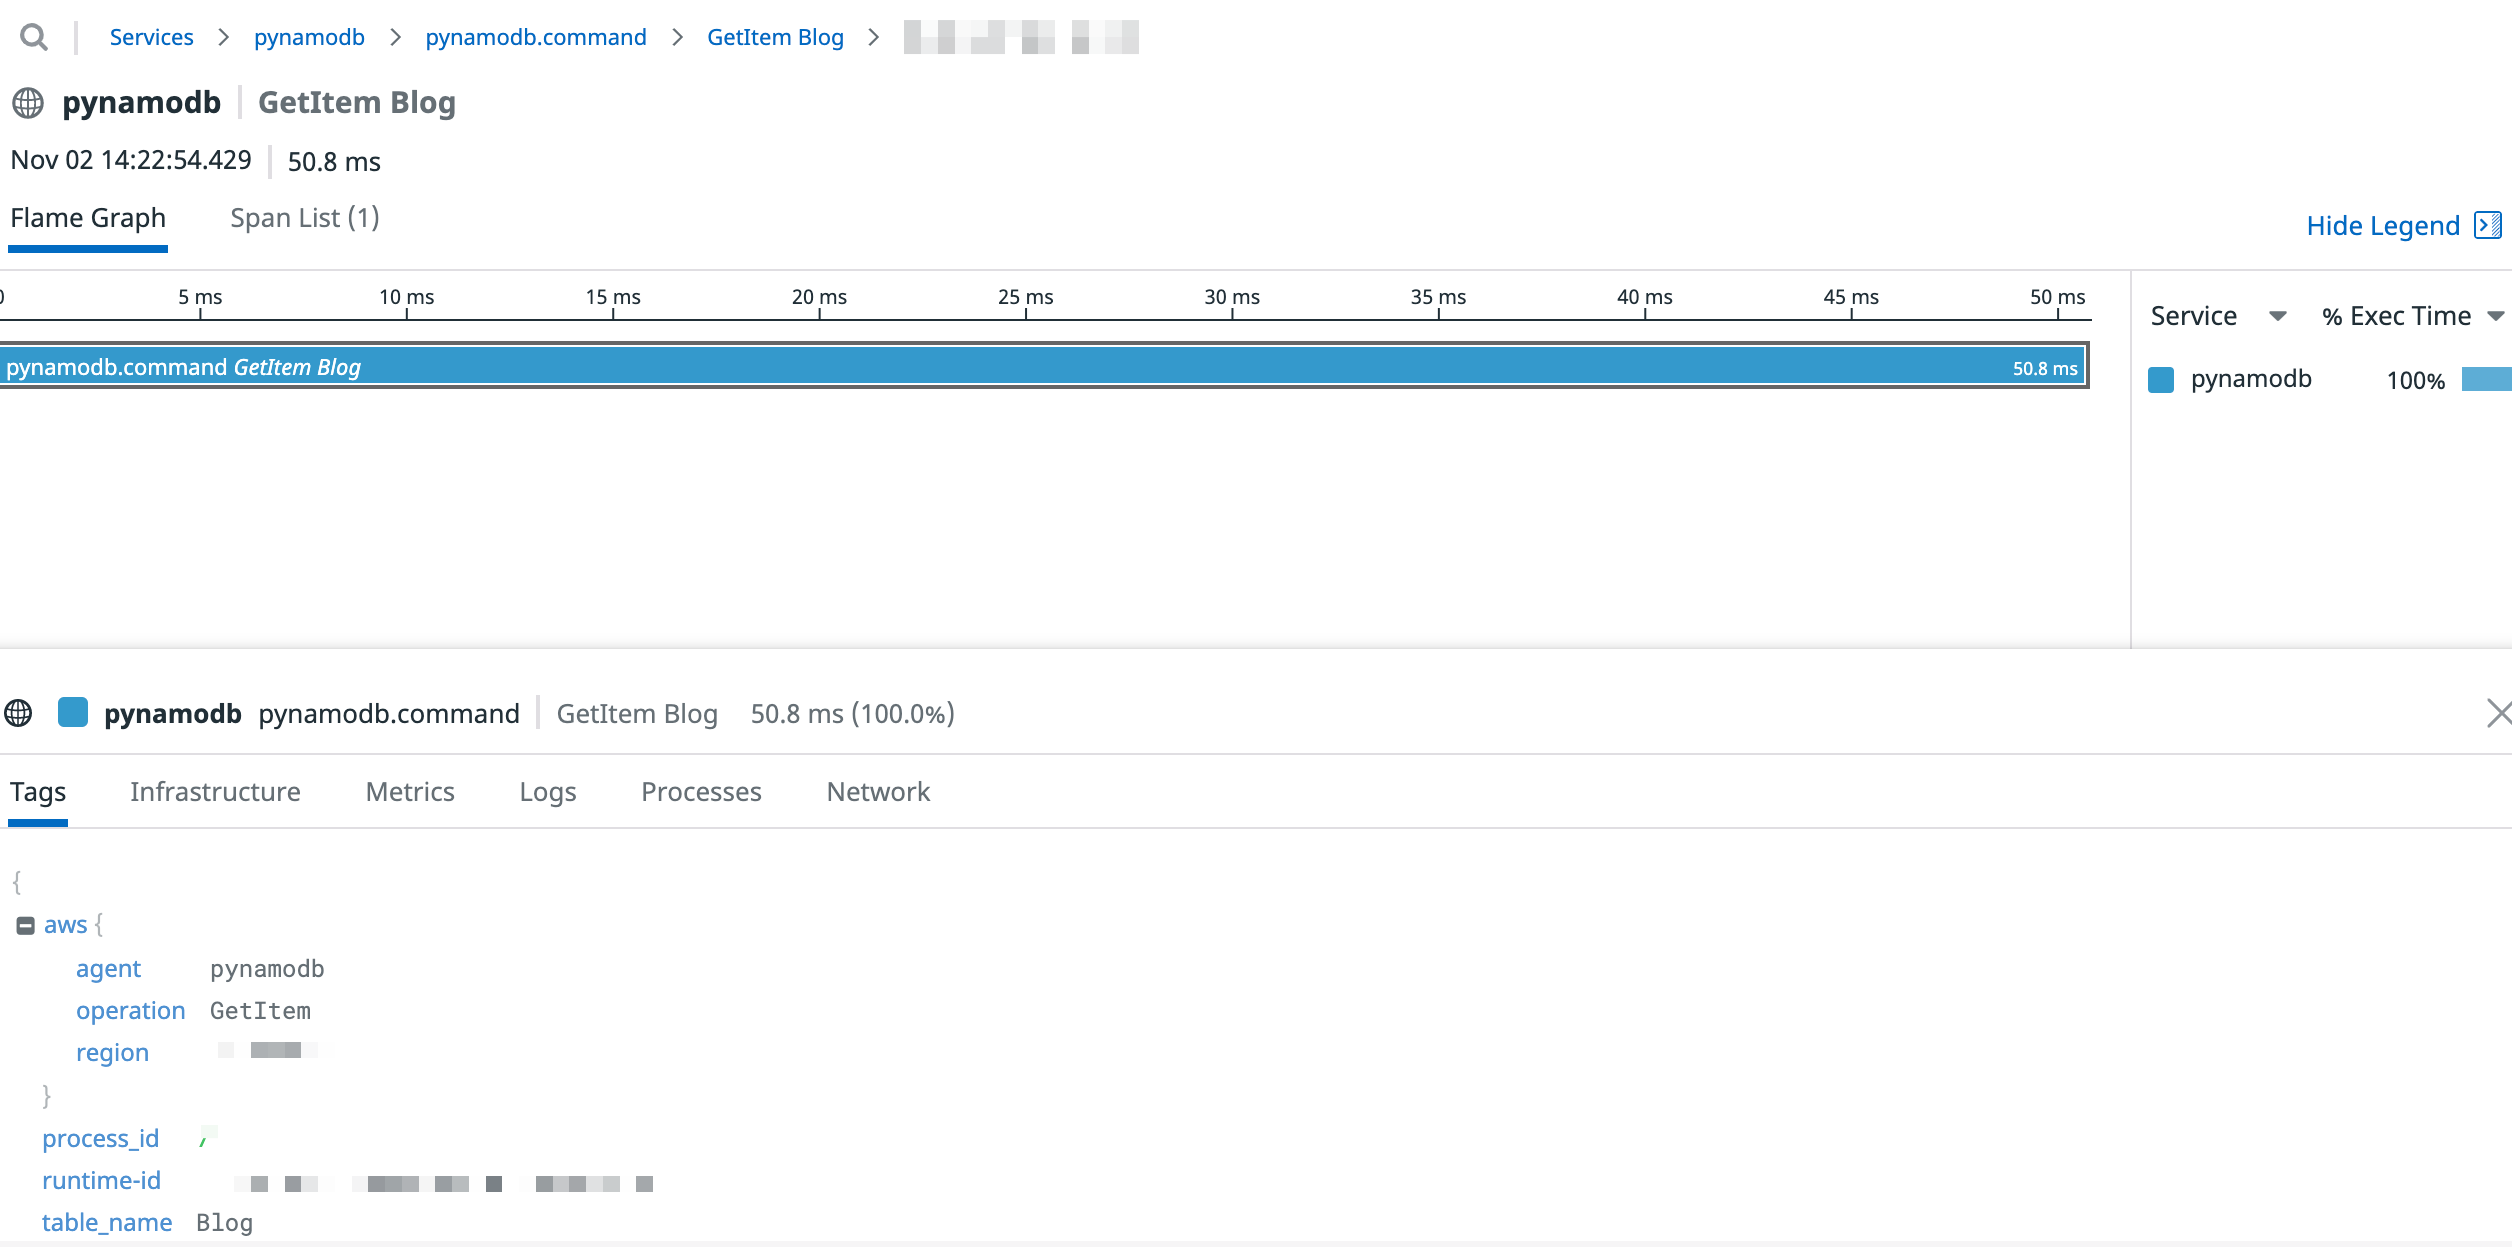 Services > pynamodb > pynamodb.command > GetItem Blog >
pynamodb | GetItem Blog
Nov 02 14:22:54.429 | 50.8 ms
Flame Graph Span List (1)
Hide Legend
0 5 ms 10 ms 15 ms 20 ms 25 ms 30 ms 35 ms 40 ms 45 ms 50 ms
Service % Exec Time
pynamodb.command GetItem Blog 50.8 ms
pynamodb 100%
pynamodb pynamodb.command | GetItem Blog 50.8 ms (100.0%)
Tags Infrastructure Metrics Logs Processes Network
{
aws {
agent pynamodb
operation GetItem
region
}
process_id
runtime-id
table_name Blog